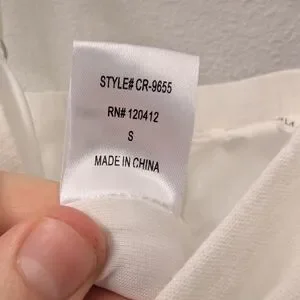 STYLE# CR-9655
RN# 120412
S
MADE IN CHINA